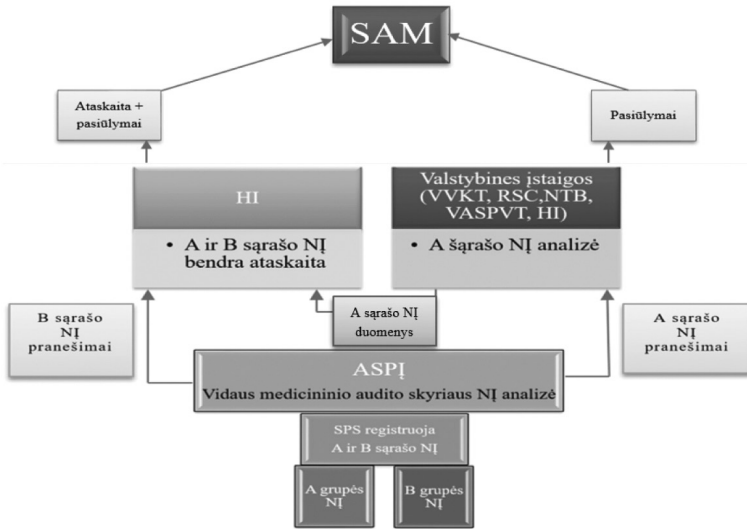 SAM
Ataskaita +
pasiūlymai
Pasiūlymai
HI
• A ir B sąrašo NĮ
bendra ataskaita
Valstybines įstaigos
(VVKT, RSC,NTB,
VASPVT, HI)
• A šąrašo NĮ analizė
B sąrašo
NĮ
pranešimai
A sąrašo NĮ
duomenys
A sąrašo
NĮ
pranešimai
ASPĮ
Vidaus medicininio audito skyriaus NĮ analizė
SPS registruoja
A ir B sąrašo NĮ
A grupės
NĮ
B grupės
NĮ